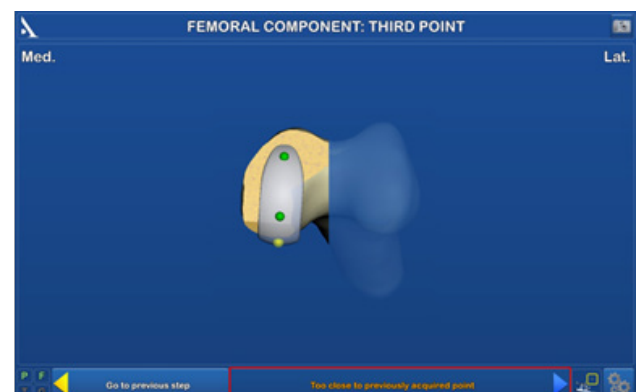 FEMORAL COMPONENT: THIRD POINT
Med.
Lat.
P F
Go to previous step
Too close to previously acquired point